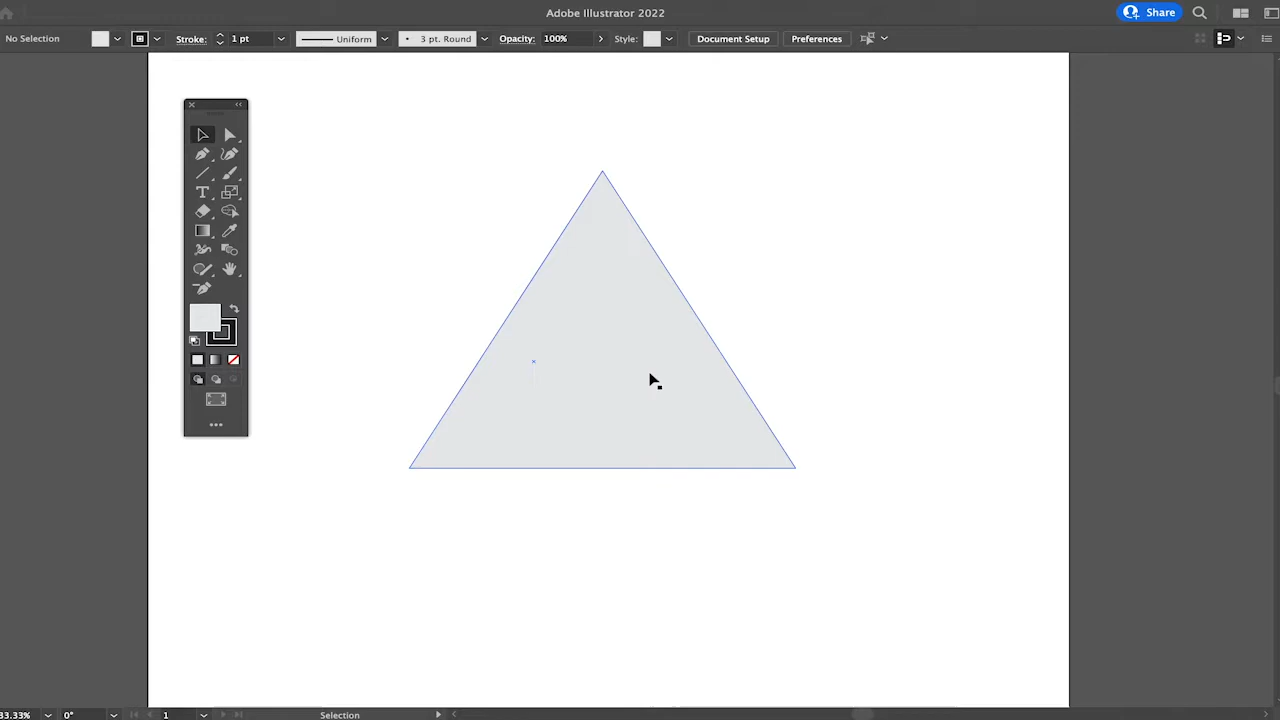 Adobe Illustrator 2022
Share
No Selection
Stroke: 1 pt
Uniform
3 pt. Round
Opacity: 100%
Style:
Document Setup
Preferences
T
33.33%
0°
1
Selection